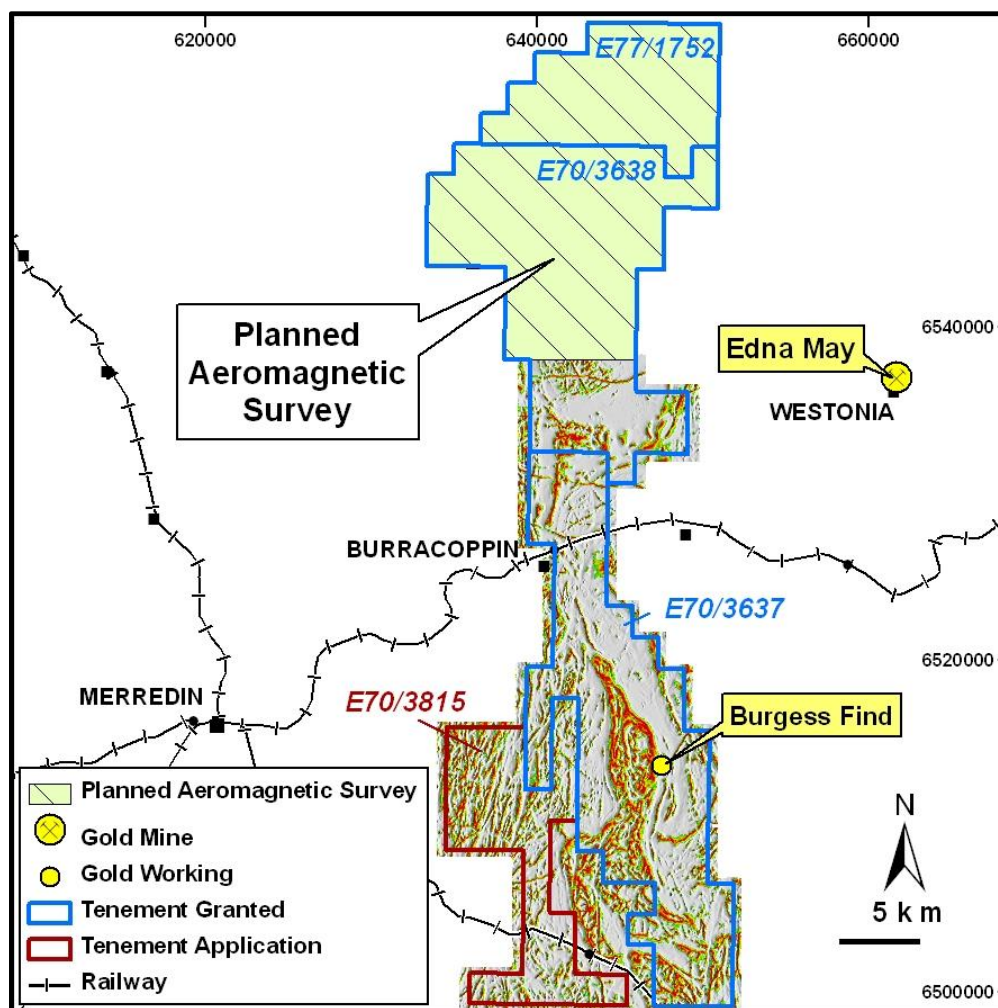 620000
640000
660000
E77/1752
E70/3638
Planned
Aeromagnetic
Survey
6540000
Edna May
WESTONIA
BURRACOPPIN
E70/3637
6520000
MERREDIN
E70/3815
Burgess Find
Planned Aeromagnetic Survey
Gold Mine
Gold Working
Tenement Granted
Tenement Application
Railway
N
5 km
6500000